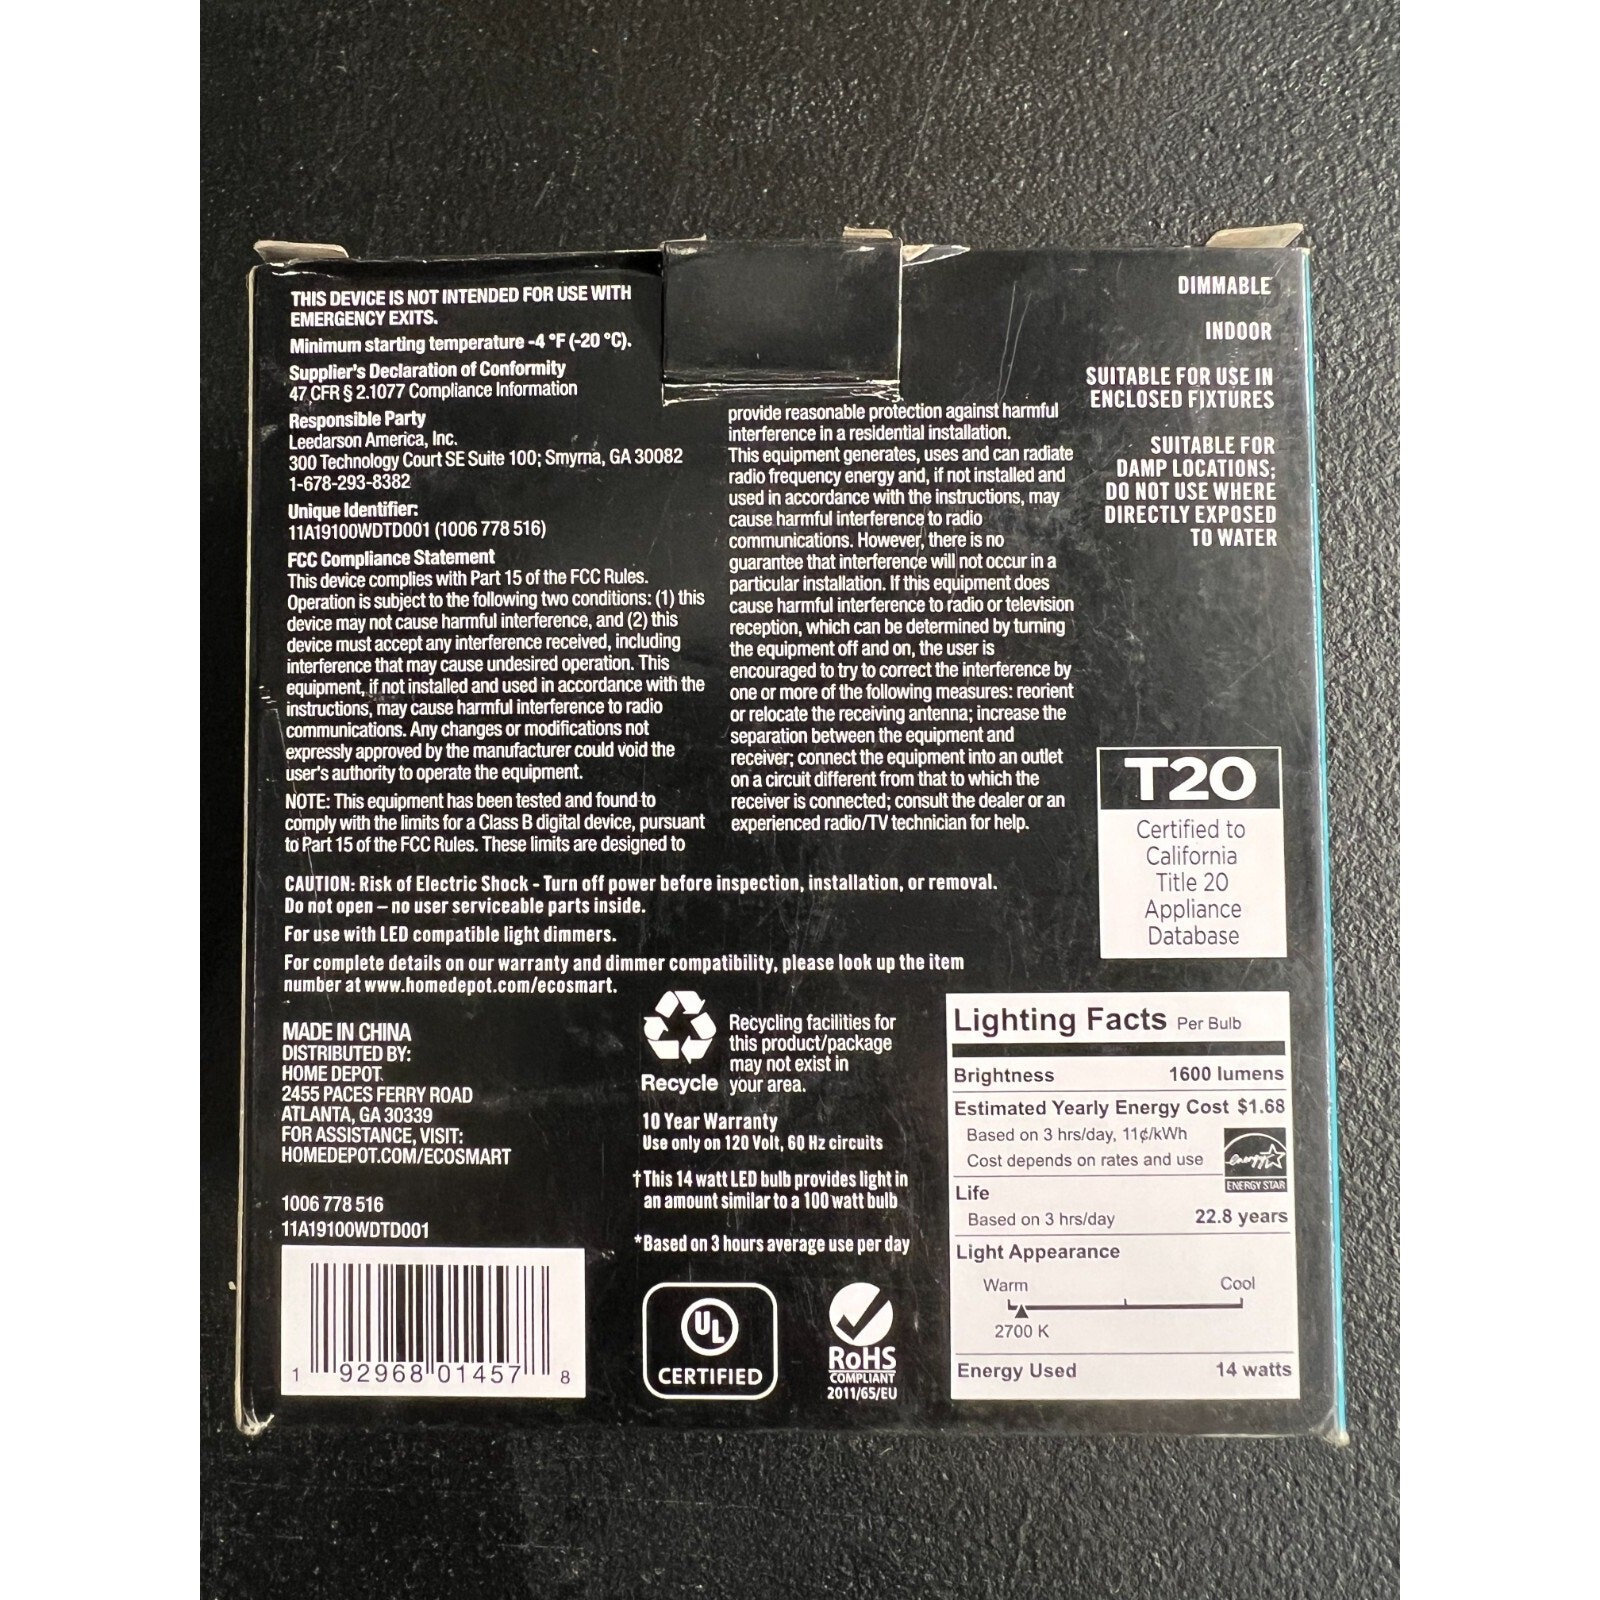 THIS DEVICE IS NOT INTENDED FOR USE WITH
EMERGENCY EXITS.
Minimum starting temperature -4 °F (-20 °C).
Supplier's Declaration of Conformity
47 CFR § 2.1077 Compliance Information
Responsible Party
Leedarson America, Inc.
300 Technology Court SE Suite 100; Smyrna, GA 30082
1-678-293-8382
Unique Identifier:
11A19100WDTD001 (1006 778 516)
FCC Compliance Statement
This device complies with Part 15 of the FCC Rules.
Operation is subject to the following two conditions: (1) this
device may not cause harmful interference, and (2) this
device must accept any interference received, including
interference that may cause undesired operation. This
equipment, if not installed and used in accordance with the
instructions, may cause harmful interference to radio
communications. Any changes or modifications not
expressly approved by the manufacturer could void the
user's authority to operate the equipment.
NOTE: This equipment has been tested and found to
comply with the limits for a Class B digital device, pursuant
to Part 15 of the FCC Rules. These limits are designed to
provide reasonable protection against harmful
interference in a residential installation.
This equipment generates, uses and can radiate
radio frequency energy and, if not installed and
used in accordance with the instructions, may
cause harmful interference to radio
communications. However, there is no
guarantee that interference will not occur in a
particular installation. If this equipment does
cause harmful interference to radio or television
reception, which can be determined by turning
the equipment off and on, the user is
encouraged to try to correct the interference by
one or more of the following measures: reorient
or relocate the receiving antenna; increase the
separation between the equipment and
receiver; connect the equipment into an outlet
on a circuit different from that to which the
receiver is connected; consult the dealer or an
experienced radio/TV technician for help.
DIMMABLE
INDOOR
SUITABLE FOR USE IN
ENCLOSED FIXTURES
SUITABLE FOR
DAMP LOCATIONS;
DO NOT USE WHERE
DIRECTLY EXPOSED
TO WATER
T20
Certified to
California
Title 20
Appliance
Database
CAUTION: Risk of Electric Shock - Turn off power before inspection, installation, or removal.
Do not open – no user serviceable parts inside.
For use with LED compatible light dimmers.
For complete details on our warranty and dimmer compatibility, please look up the item
number at www.homedepot.com/ecosmart.
MADE IN CHINA
DISTRIBUTED BY:
HOME DEPOT
2455 PACES FERRY ROAD
ATLANTA, GA 30339
FOR ASSISTANCE, VISIT:
HOMEDEPOT.COM/ECOSMART
1006 778 516
11A19100WDTD001
1 92968 01457 8
Recycle
Recycling facilities for
this product/package
may not exist in
your area.
10 Year Warranty
Use only on 120 Volt, 60 Hz circuits
†This 14 watt LED bulb provides light in
an amount similar to a 100 watt bulb
*Based on 3 hours average use per day
UL
CERTIFIED
RoHS
COMPLIANT
2011/65/EU
Lighting Facts Per Bulb
Brightness 1600 lumens
Estimated Yearly Energy Cost $1.68
Based on 3 hrs/day, 11¢/kWh
Cost depends on rates and use
energy
ENERGY STAR
Life
Based on 3 hrs/day 22.8 years
Light Appearance
Warm Cool
2700 K
Energy Used 14 watts